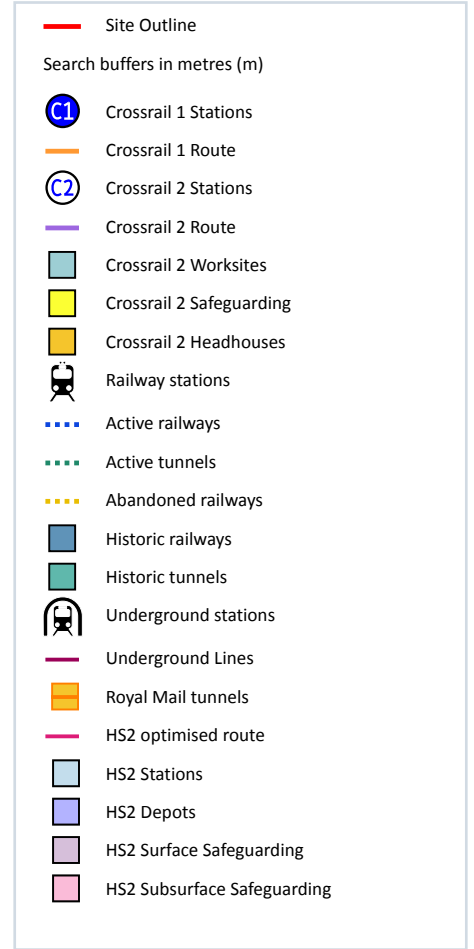 Site Outline
Search buffers in metres (m)
C1 Crossrail 1 Stations
Crossrail 1 Route
C2 Crossrail 2 Stations
Crossrail 2 Route
Crossrail 2 Worksites
Crossrail 2 Safeguarding
Crossrail 2 Headhouses
Railway stations
Active railways
Active tunnels
Abandoned railways
Historic railways
Historic tunnels
Underground stations
Underground Lines
Royal Mail tunnels
HS2 optimised route
HS2 Stations
HS2 Depots
HS2 Surface Safeguarding
HS2 Subsurface Safeguarding